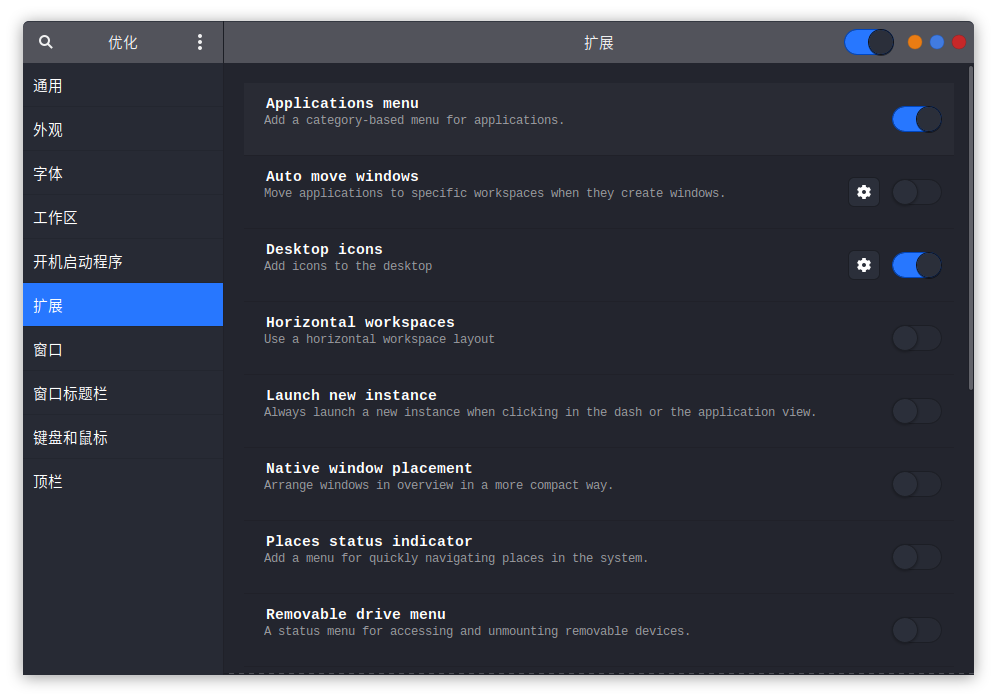 优化
扩展
通用
外观
字体
工作区
开机启动程序
扩展
窗口
窗口标题栏
键盘和鼠标
顶栏
Applications menu
Add a category-based menu for applications.
Auto move windows
Move applications to specific workspaces when they create windows.
Desktop icons
Add icons to the desktop
Horizontal workspaces
Use a horizontal workspace layout
Launch new instance
Always launch a new instance when clicking in the dash or the application view.
Native window placement
Arrange windows in overview in a more compact way.
Places status indicator
Add a menu for quickly navigating places in the system.
Removable drive menu
A status menu for accessing and unmounting removable devices.